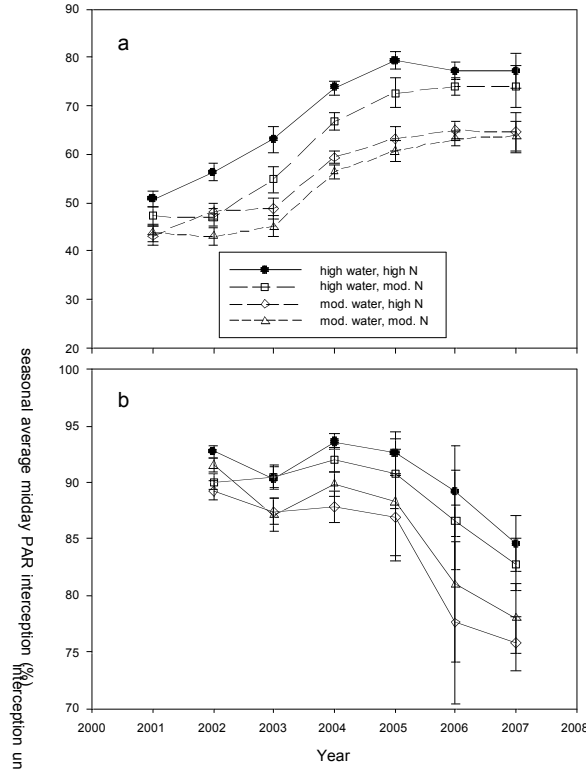 90
80
70
60
50
40
30
20
a
high water, high N
high water, mod. N
mod. water, high N
mod. water, mod. N
seasonal average midday PAR interception (%)
interception un
100
95
90
85
80
75
70
b
2000 2001 2002 2003 2004 2005 2006 2007 2008
Year